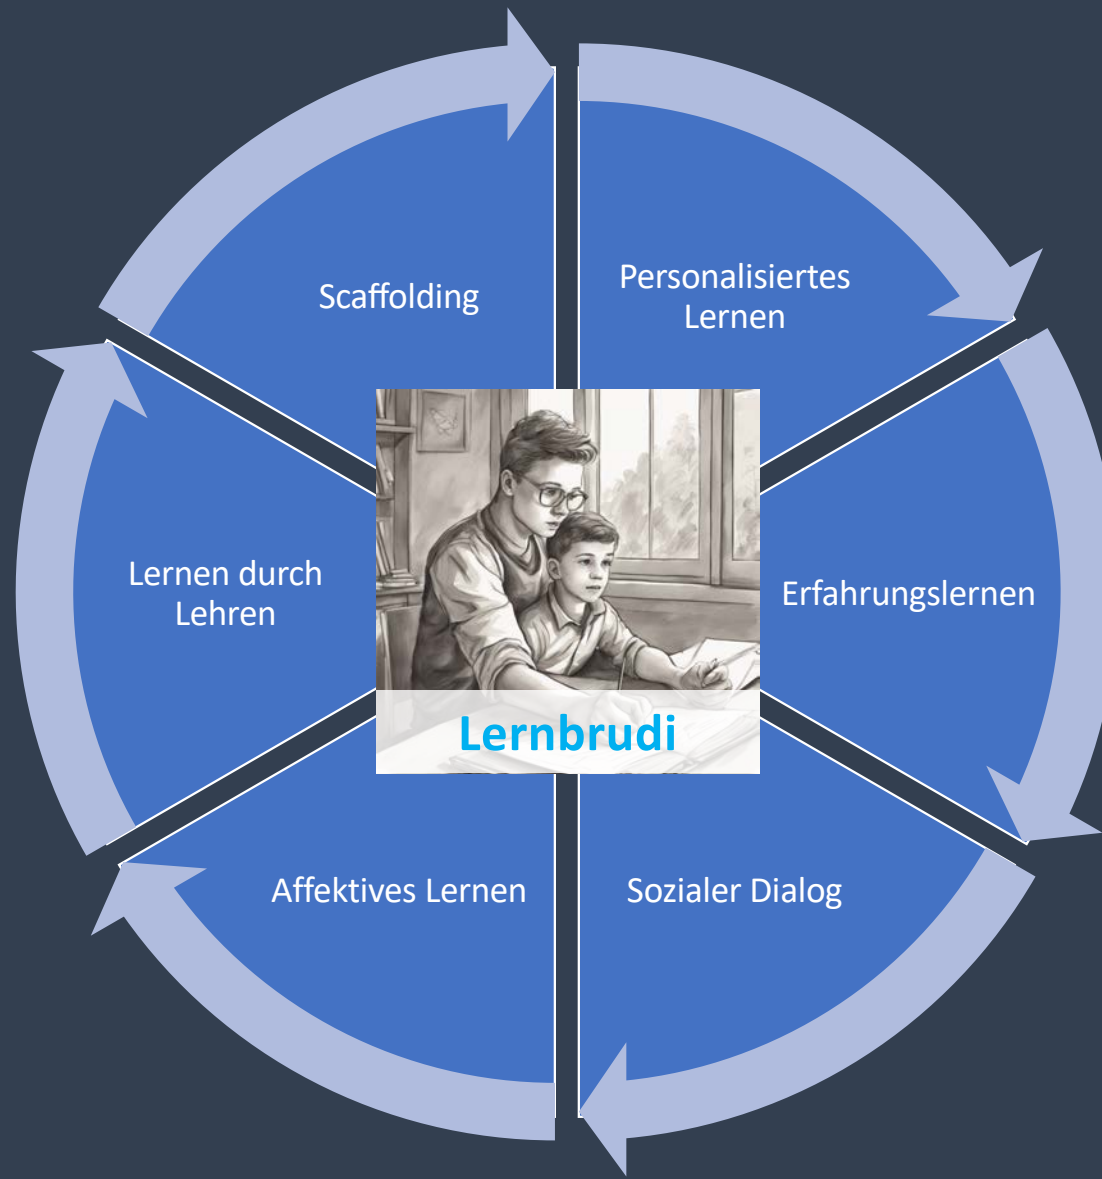 Scaffolding
Personalisiertes
Lernen
Lernen durch
Lehren
Erfahrungslernen
Lernbrudi
Affektives Lernen
Sozialer Dialog